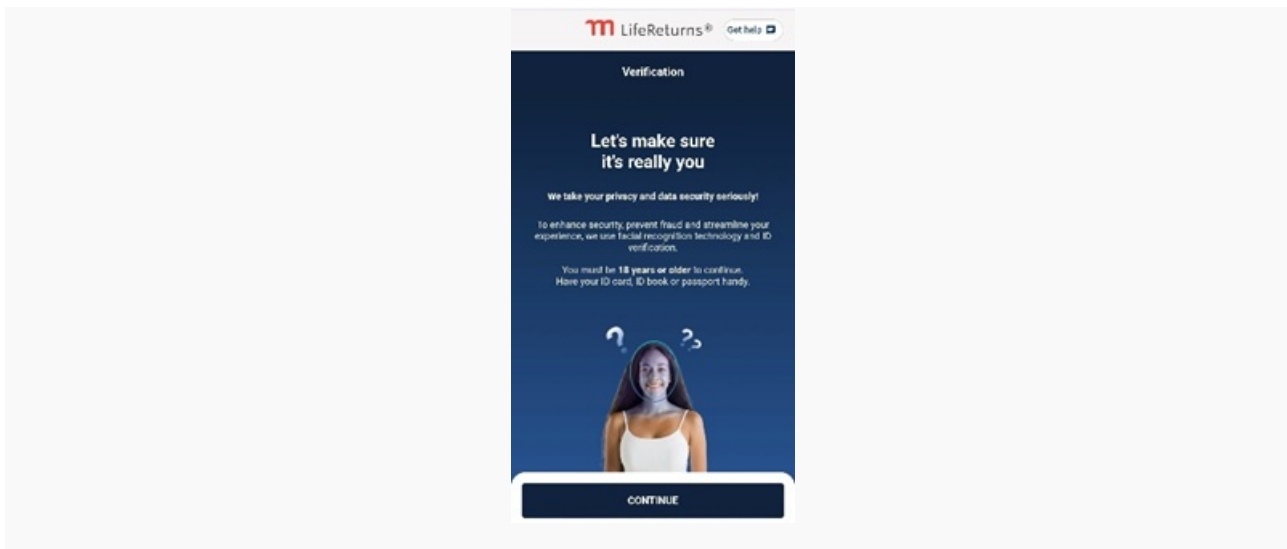 m LifeReturns®
Get help
Verification
Let's make sure
it's really you
We take your privacy and data security seriously!
To enhance security, prevent fraud and streamline your
experience, we use facial recognition technology and ID
verification.
You must be 18 years or older to continue.
Have your ID card, ID book or passport handy.
? ??
CONTINUE